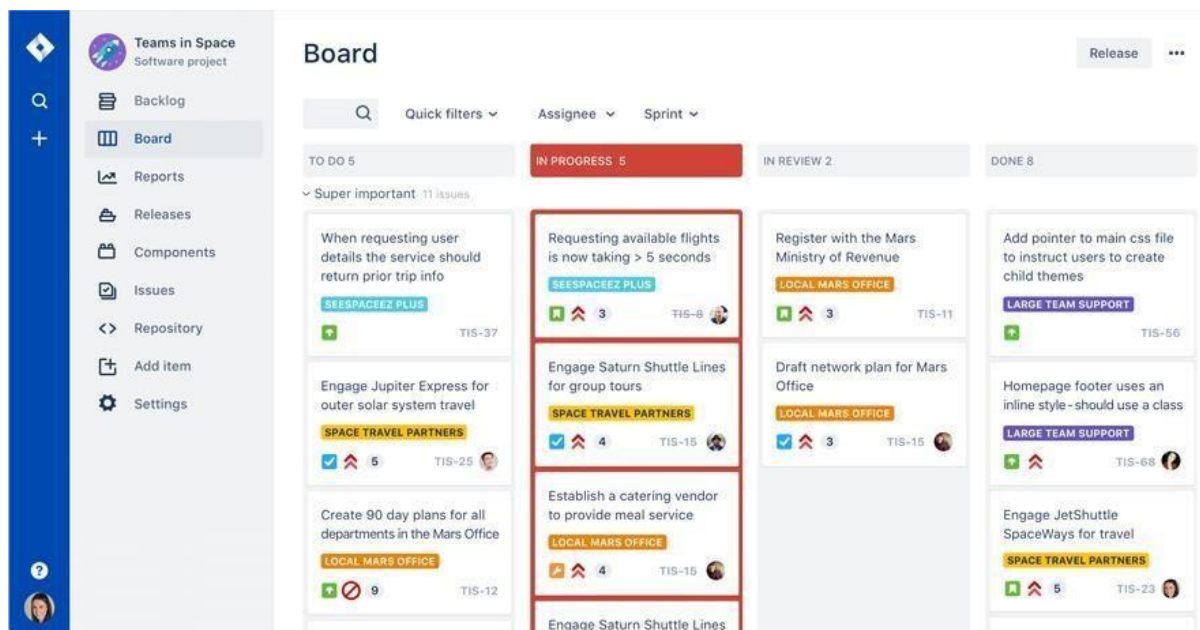 Teams in Space
Software project
Backlog
Board
Reports
Releases
Components
Issues
Repository
Add item
Settings
Board
Release
Quick filters
Assignee
Sprint
TO DO 5
IN PROGRESS 5
IN REVIEW 2
DONE 8
Super important 11 issues
When requesting user
details the service should
return prior trip info
SEESPACEEZ PLUS
TIS-37
Engage Jupiter Express for
outer solar system travel
SPACE TRAVEL PARTNERS
5 TIS-25
Create 90 day plans for all
departments in the Mars Office
LOCAL MARS OFFICE
9 TIS-12
Requesting available flights
is now taking > 5 seconds
SEESPACEEZ PLUS
3 TIS-8
Engage Saturn Shuttle Lines
for group tours
SPACE TRAVEL PARTNERS
4 TIS-15
Establish a catering vendor
to provide meal service
LOCAL MARS OFFICE
4 TIS-15
Engage Saturn Shuttle Lines
Register with the Mars
Ministry of Revenue
LOCAL MARS OFFICE
3 TIS-11
Draft network plan for Mars
Office
LOCAL MARS OFFICE
3 TIS-15
Add pointer to main css file
to instruct users to create
child themes
LARGE TEAM SUPPORT
TIS-56
Homepage footer uses an
inline style-should use a class
LARGE TEAM SUPPORT
TIS-68
Engage JetShuttle
SpaceWays for travel
SPACE TRAVEL PARTNERS
5 TIS-23